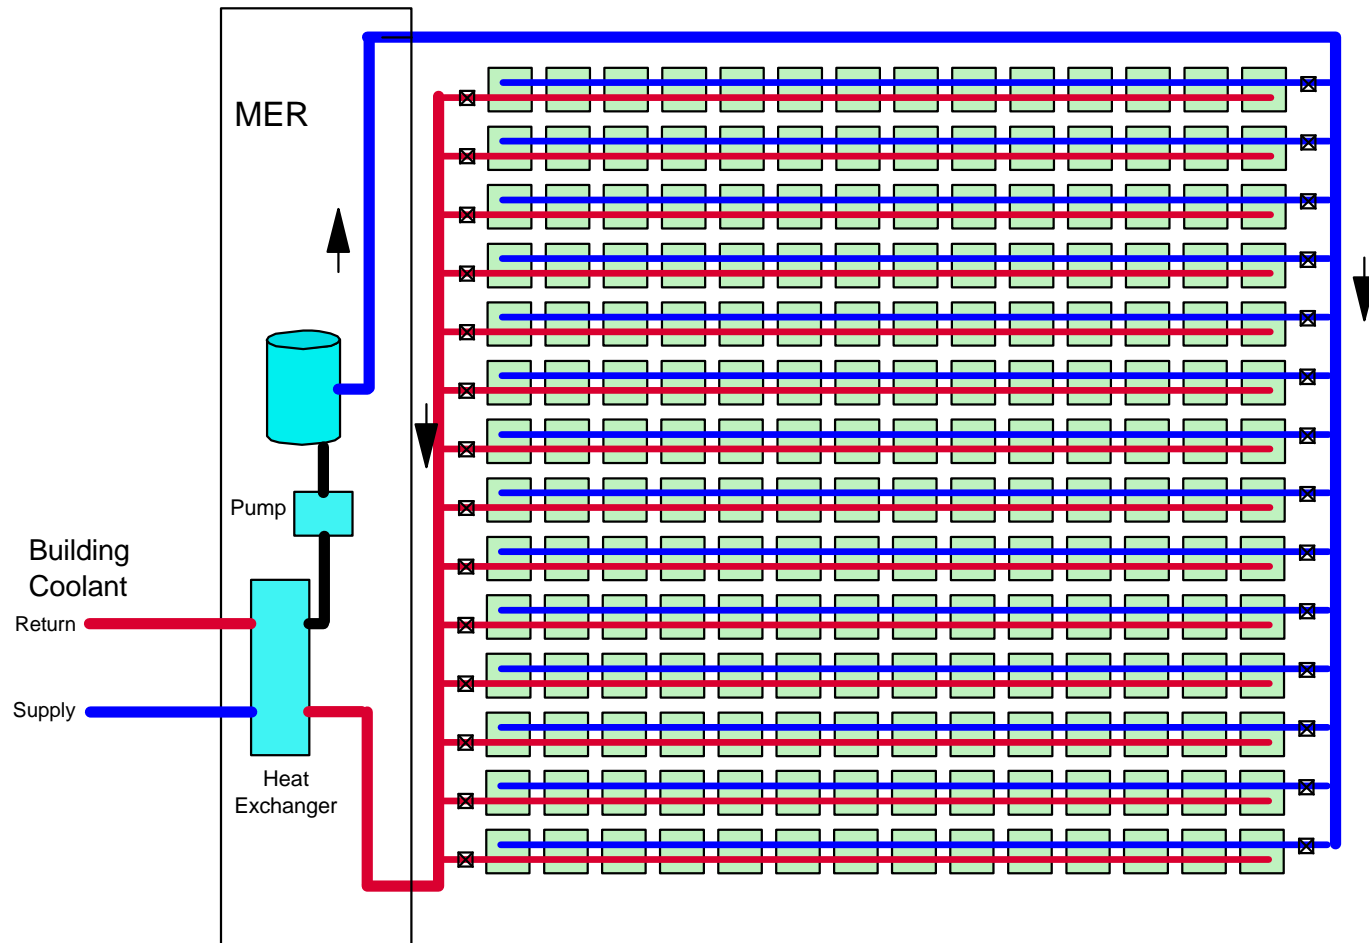 MER
Pump
Building
Coolant
Return
Supply
Heat
Exchanger